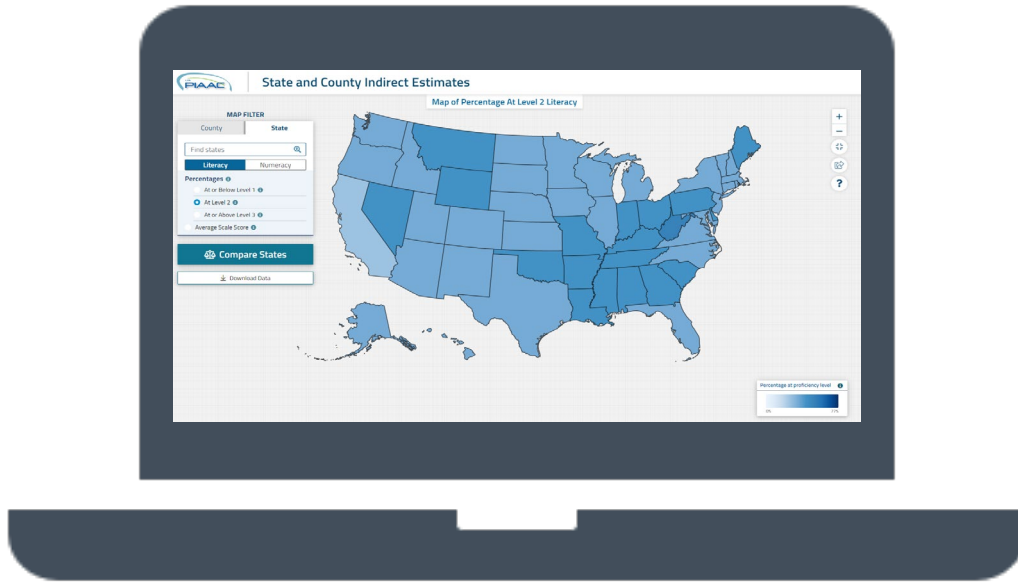 PIAAC
State and County Indirect Estimates
Map of Percentage At Level 2 Literacy
MAP FILTER
County State
Find states
Literacy Numeracy
Percentages
At or Below Level 1
At Level 2
At or Above Level 3
Average Scale Score
Compare States
Download Data
+
−
?
Percentage at proficiency level
0%